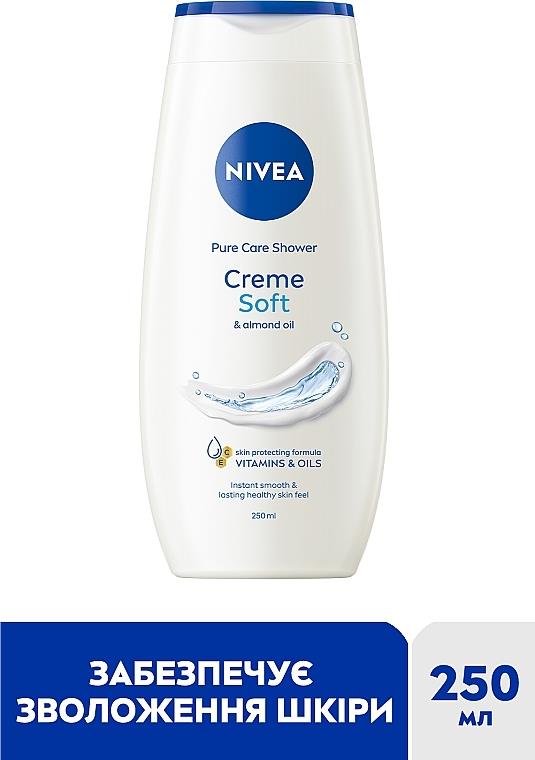 NIVEA
Pure Care Shower
Creme
Soft
& almond oil
C
E
skin protecting formula
VITAMINS & OILS
Instant smooth &
lasting healthy skin feel
250 ml
ЗАБЕЗПЕЧУЄ
ЗВОЛОЖЕННЯ ШКІРИ
250
мл